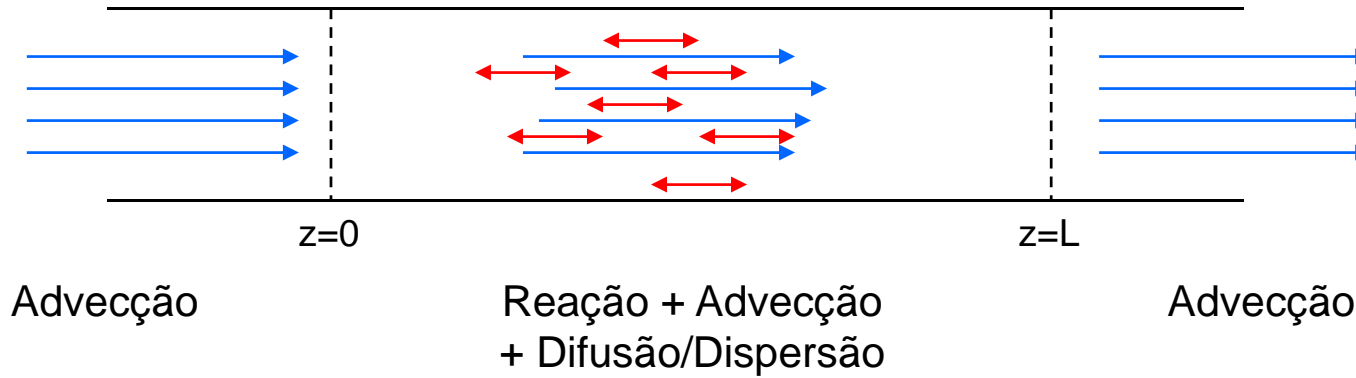 z=0
z=L
Advecção
Reação + Advecção
+ Difusão/Dispersão
Advecção